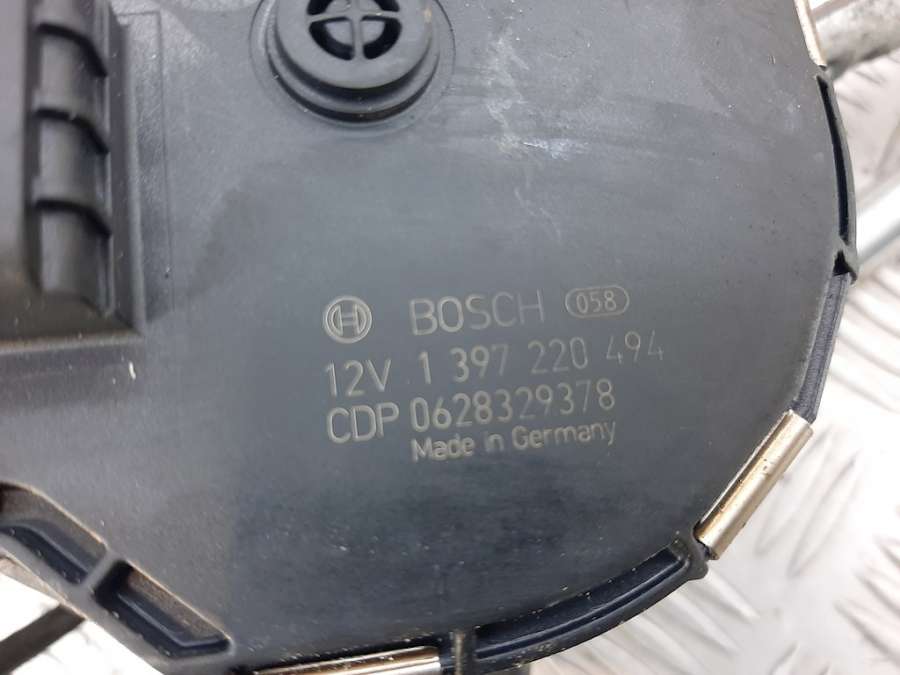 BOSCH 058
12V 1 397 220 494
CDP 0628329378
Made in Germany